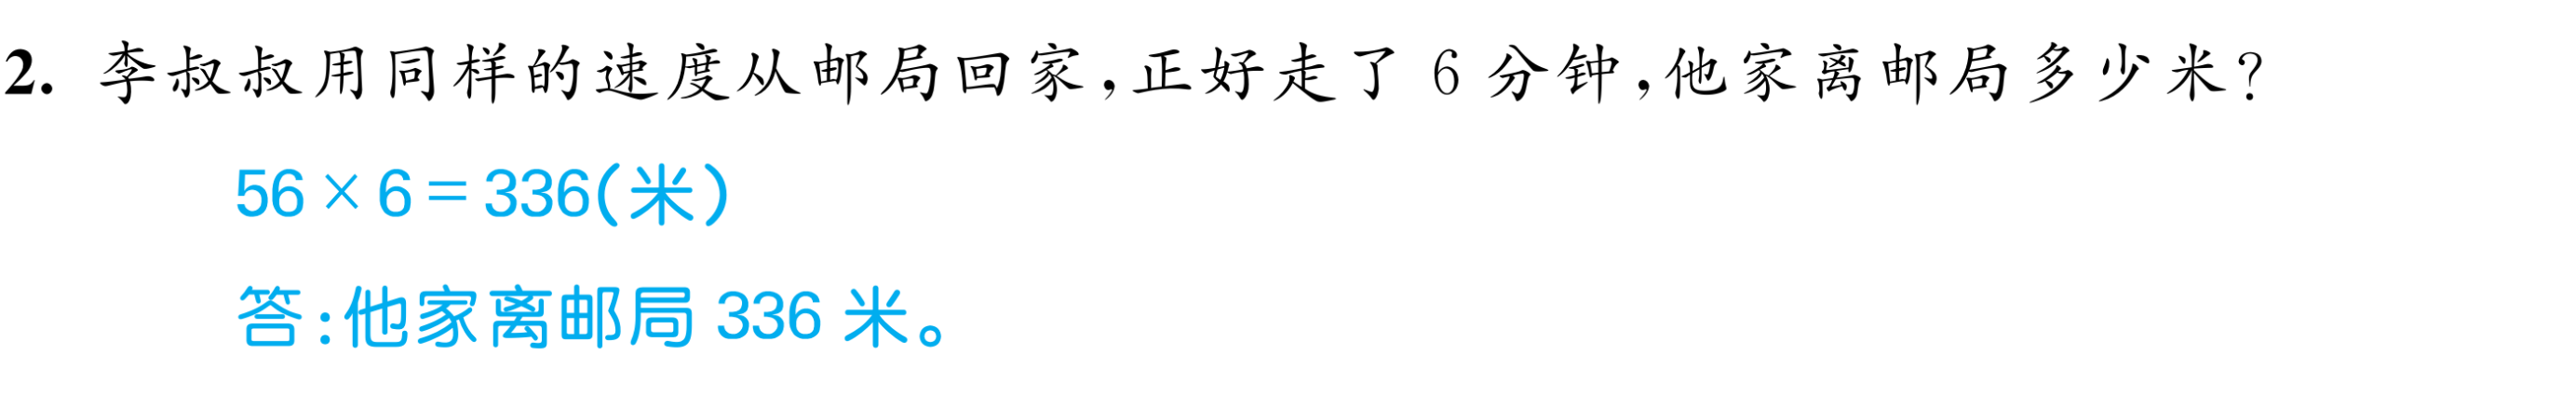 2. 李叔叔用同样的速度从邮局回家,正好走了 6 分钟,他家离邮局多少米?
56×6=336(米)
答:他家离邮局 336 米。